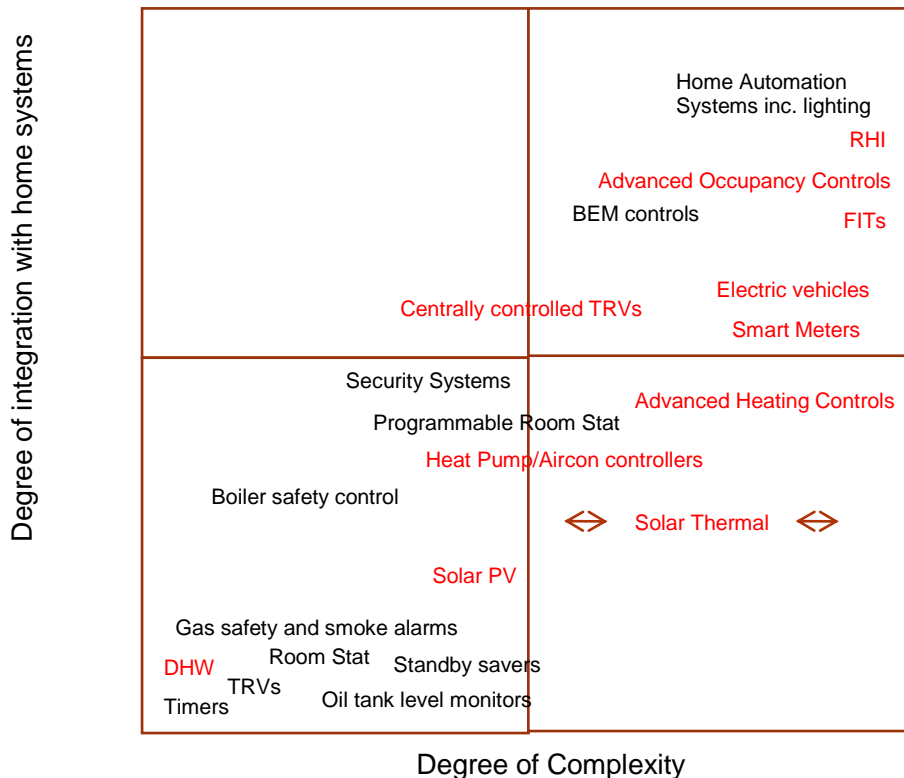 Degree of integration with home systems
Home Automation
Systems inc. lighting
RHI
Advanced Occupancy Controls
BEM controls
FITs
Electric vehicles
Centrally controlled TRVs
Smart Meters
Security Systems
Advanced Heating Controls
Programmable Room Stat
Heat Pump/Aircon controllers
Boiler safety control
Solar Thermal
Solar PV
Gas safety and smoke alarms
Room Stat
Standby savers
DHW
TRVs
Oil tank level monitors
Timers
Degree of Complexity